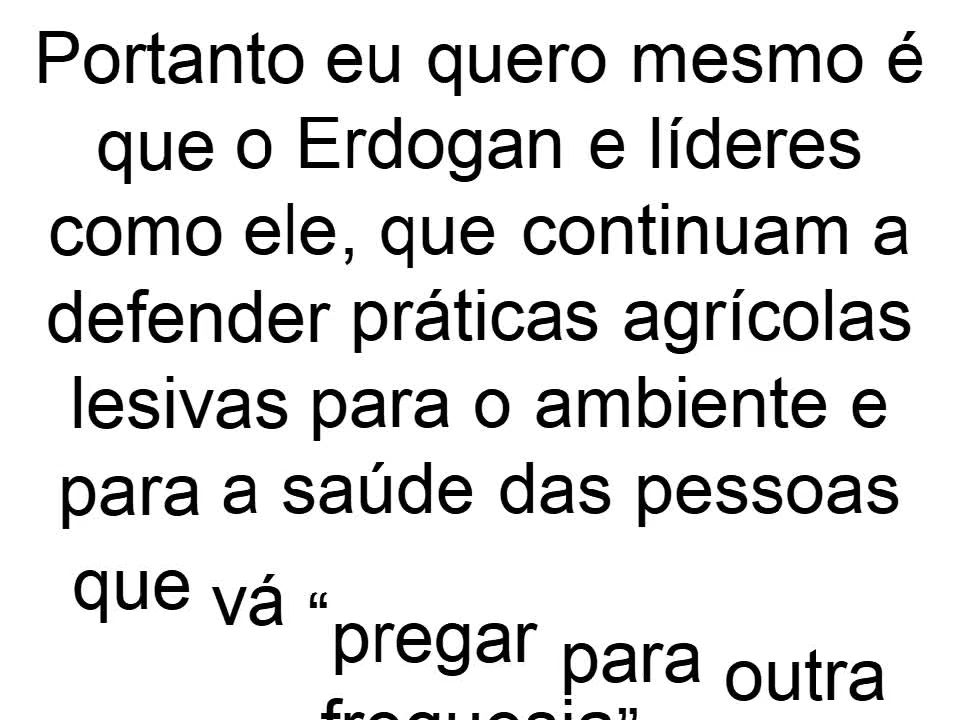 Portanto eu quero mesmo é
que o Erdogan e líderes
como ele, que continuam a
defender práticas agrícolas
lesivas para o ambiente e
para a saúde das pessoas
que vá “pregar para outra
freguesia”